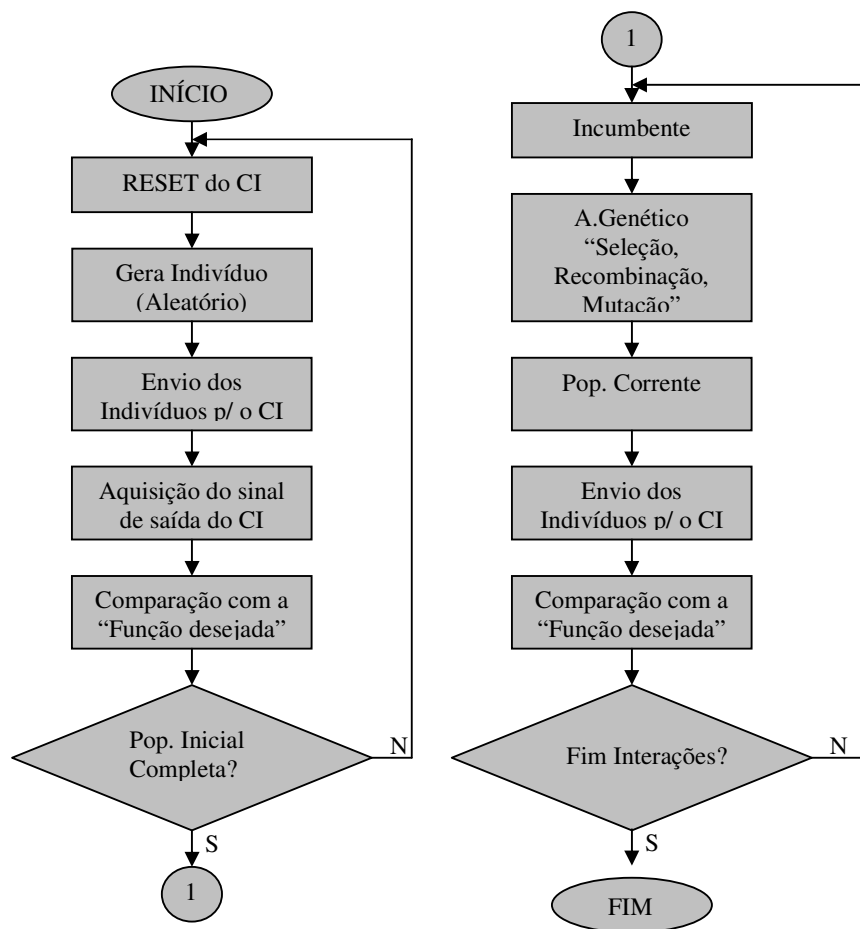 INÍCIO
RESET do CI
Gera Indivíduo
(Aleatório)
Envio dos
Indivíduos p/ o CI
Aquisição do sinal
de saída do CI
Comparação com a
“Função desejada”
Pop. Inicial
Completa?
N
S
1
1
Incumbente
A.Genético
“Seleção,
Recombinação,
Mutação”
Pop. Corrente
Envio dos
Indivíduos p/ o CI
Comparação com a
“Função desejada”
Fim Interações?
N
S
FIM